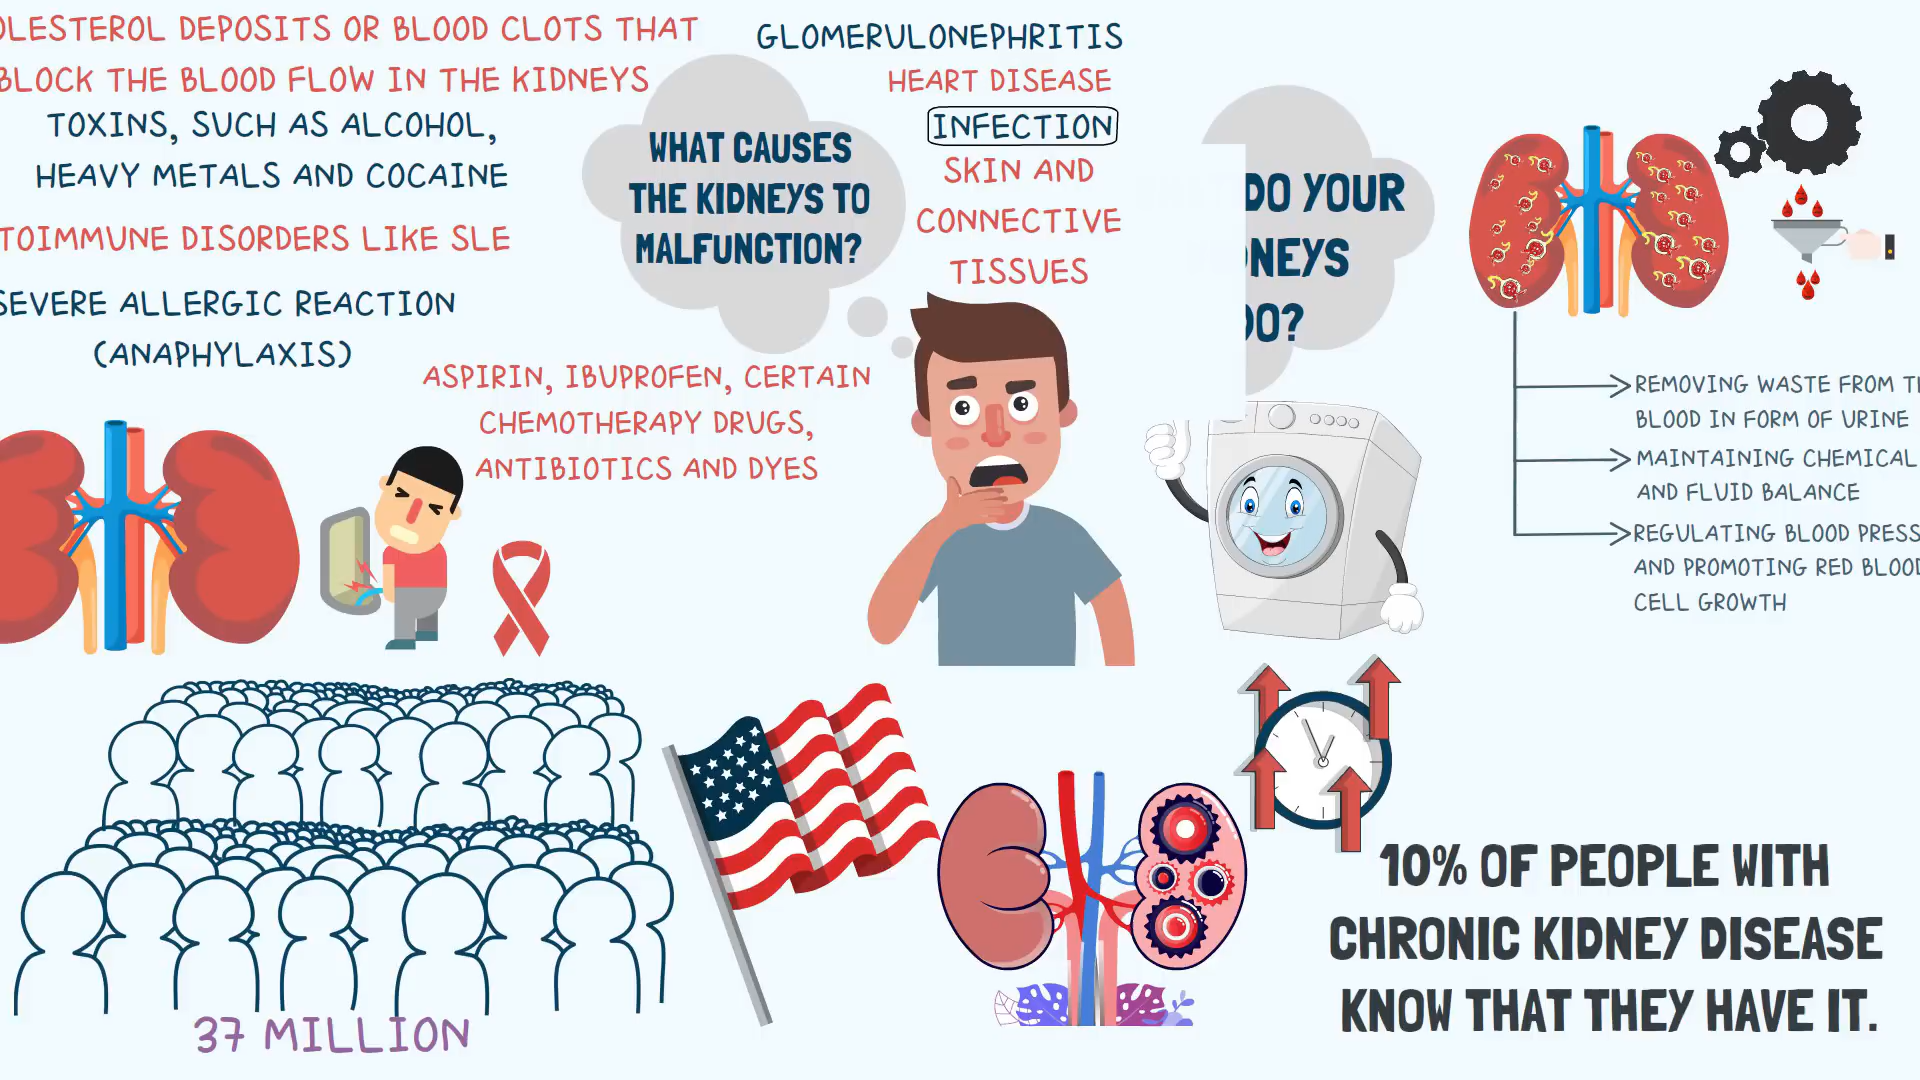 OLESTEROL DEPOSITS OR BLOOD CLOTS THAT
BLOCK THE BLOOD FLOW IN THE KIDNEYS
TOXINS, SUCH AS ALCOHOL,
HEAVY METALS AND COCAINE
TOIMMUNE DISORDERS LIKE SLE
SEVERE ALLERGIC REACTION
(ANAPHYLAXIS)
ASPIRIN, IBUPROFEN, CERTAIN
CHEMOTHERAPY DRUGS,
ANTIBIOTICS AND DYES
WHAT CAUSES
THE KIDNEYS TO
MALFUNCTION?
GLOMERULONEPHRITIS
HEART DISEASE
INFECTION
SKIN AND
CONNECTIVE
TISSUES
DO YOUR
NEYS
DO?
REMOVING WASTE FROM TH
BLOOD IN FORM OF URINE
MAINTAINING CHEMICAL
AND FLUID BALANCE
REGULATING BLOOD PRESS
AND PROMOTING RED BLOOD
CELL GROWTH
37 MILLION
10% OF PEOPLE WITH
CHRONIC KIDNEY DISEASE
KNOW THAT THEY HAVE IT.